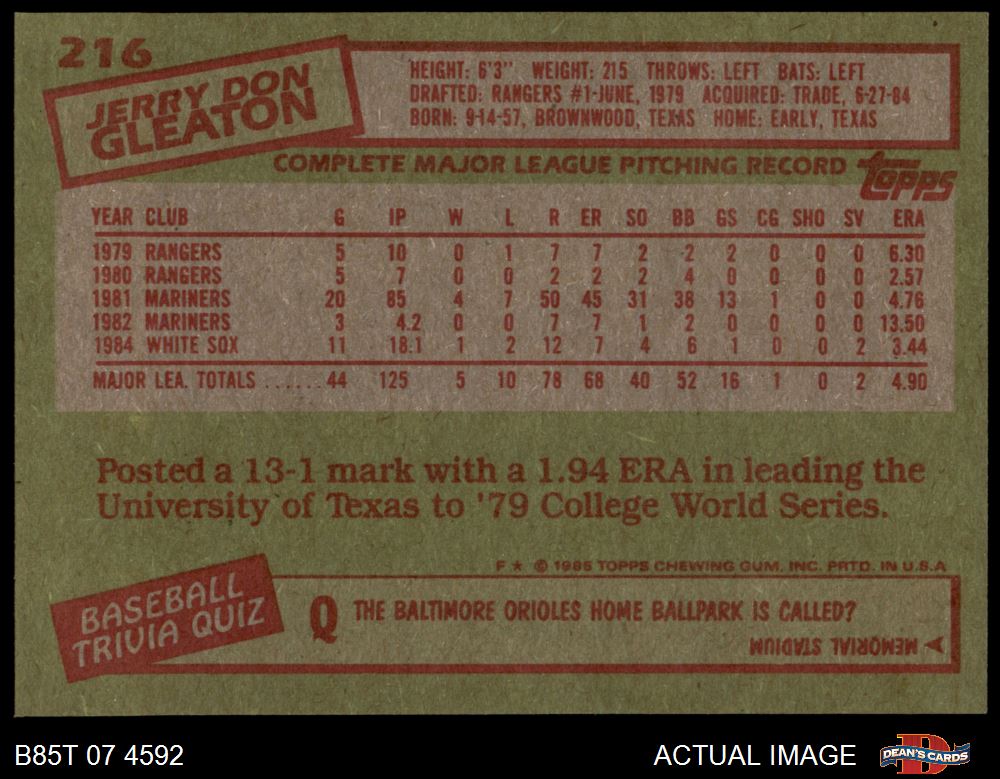 216
JERRY DON
GLEATON
HEIGHT: 6'3" WEIGHT: 215 THROWS: LEFT BATS: LEFT
DRAFTED: RANGERS #1-JUNE, 1979 ACQUIRED: TRADE, 6-27-84
BORN: 9-14-57, BROWNWOOD, TEXAS HOME: EARLY, TEXAS
COMPLETE MAJOR LEAGUE PITCHING RECORD
TOPPS
YEAR CLUB G IP W L R ER SO BB GS CG SHO SV ERA
1979 RANGERS 5 10 0 1 7 7 2 2 2 0 0 0 6.30
1980 RANGERS 5 7 0 0 2 2 2 4 0 0 0 0 2.57
1981 MARINERS 20 85 4 7 50 45 31 38 13 1 0 0 4.76
1982 MARINERS 3 4.2 0 0 7 7 1 2 0 0 0 0 13.50
1984 WHITE SOX 11 18.1 1 2 12 7 4 6 1 0 0 2 3.44
MAJOR LEA. TOTALS ...... 44 125 5 10 78 68 40 52 16 1 0 2 4.90
Posted a 13-1 mark with a 1.94 ERA in leading the
University of Texas to '79 College World Series.
F★ © 1985 TOPPS CHEWING GUM, INC. PRTD. IN U.S.A
BASEBALL
TRIVIA QUIZ
Q THE BALTIMORE ORIOLES HOME BALLPARK IS CALLED?
MEMORIAL STADIUM
B85T 07 4592
ACTUAL IMAGE
D
DEAN'S CARDS